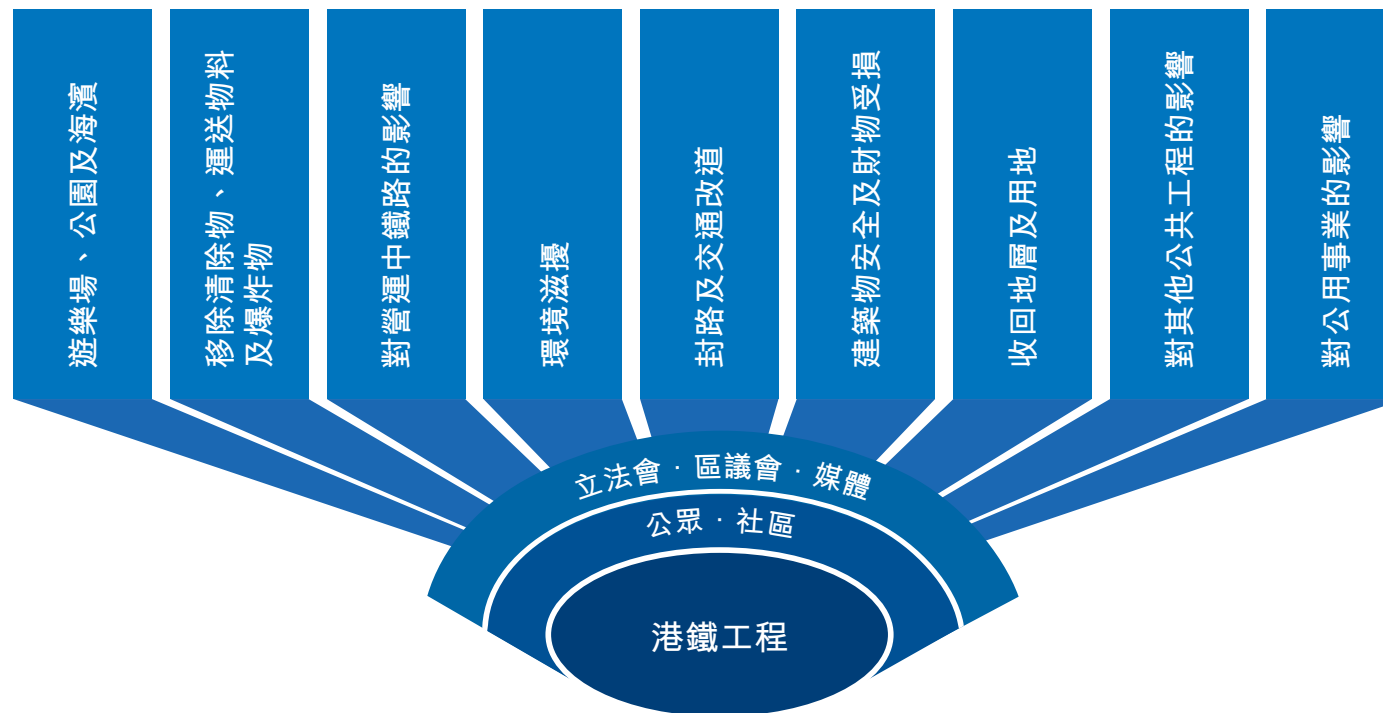 遊樂場、公園及海濱
移除清除物、運送物料
及爆炸物
對營運中鐵路的影響
環境滋擾
封路及交通改道
建築物安全及財物受損
收回地層及用地
對其他公共工程的影響
對公用事業的影響
立法會 · 區議會 · 媒體
公眾 · 社區
港鐵工程